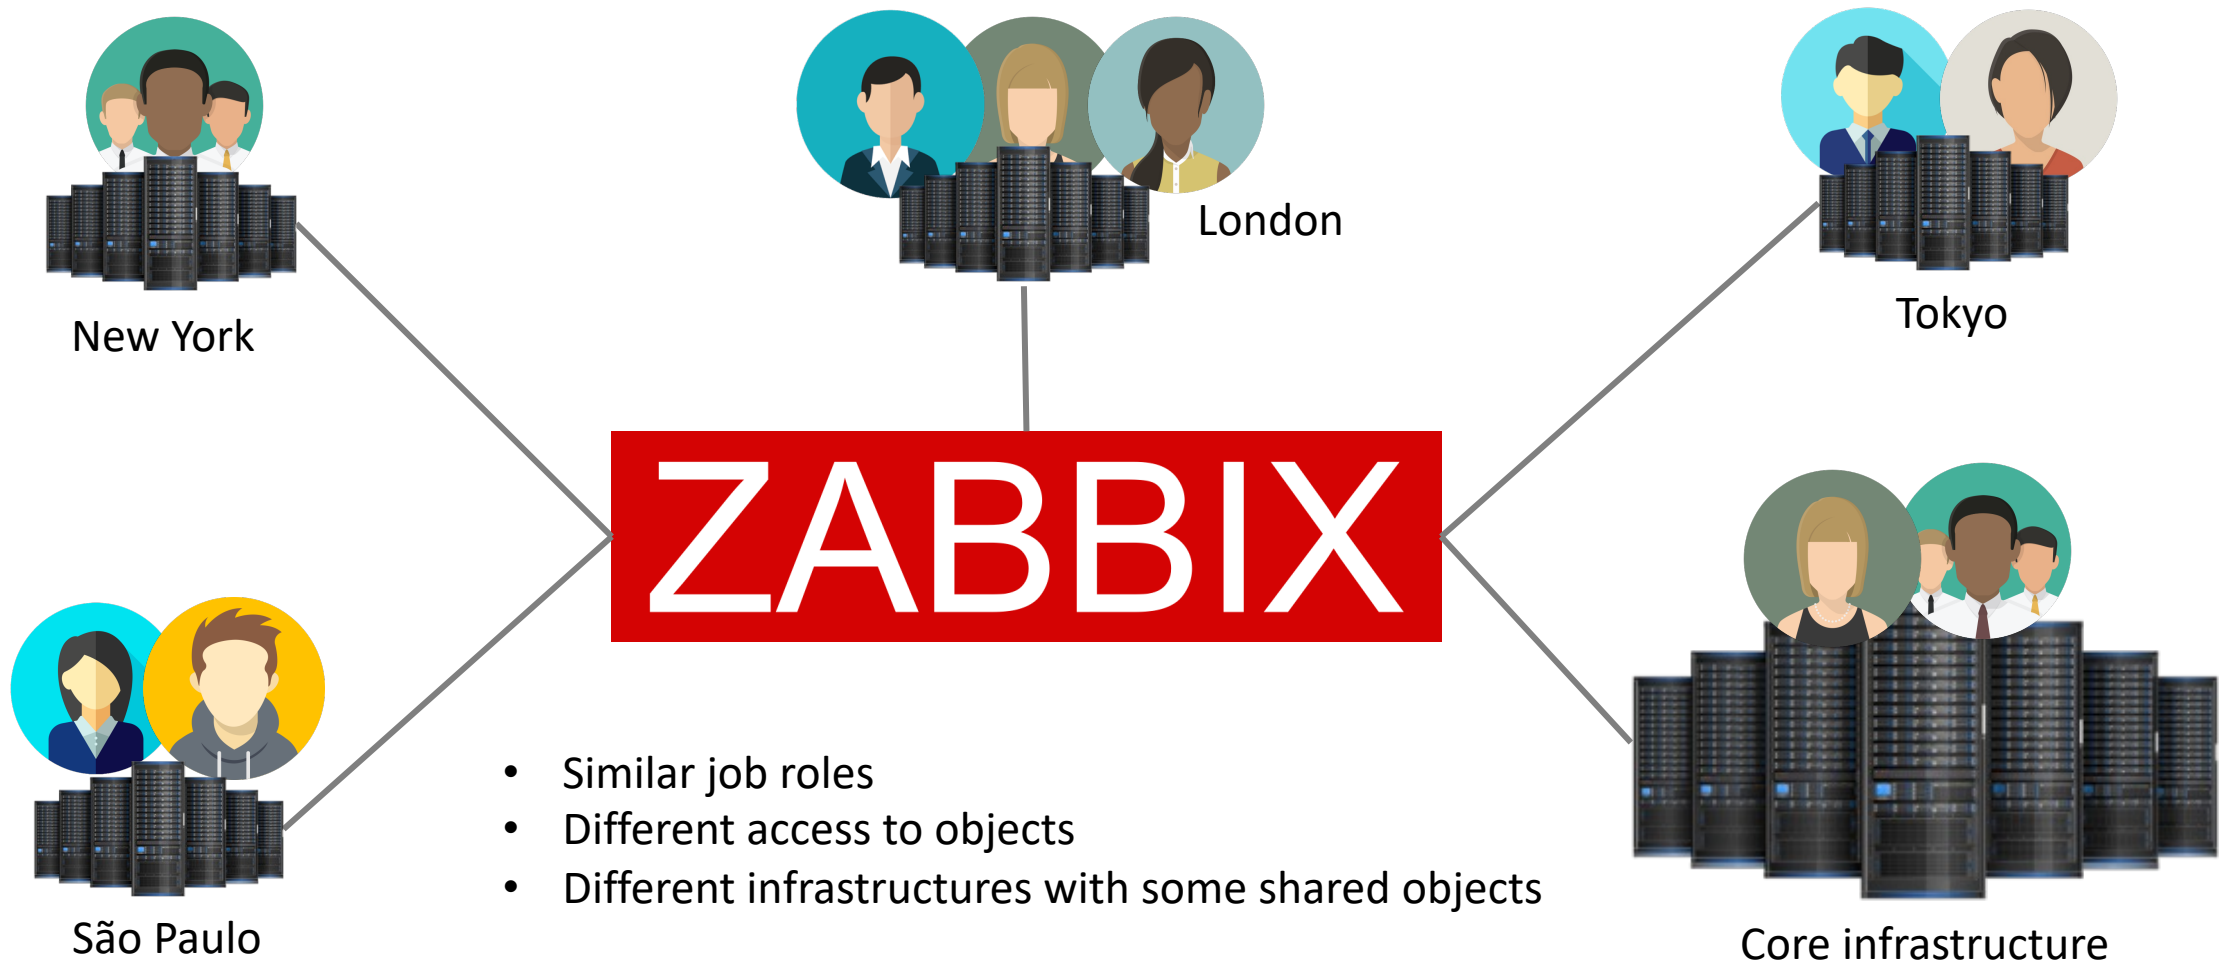 London
Tokyo
New York
ZABBIX
• Similar job roles
• Different access to objects
• Different infrastructures with some shared objects
São Paulo
Core infrastructure